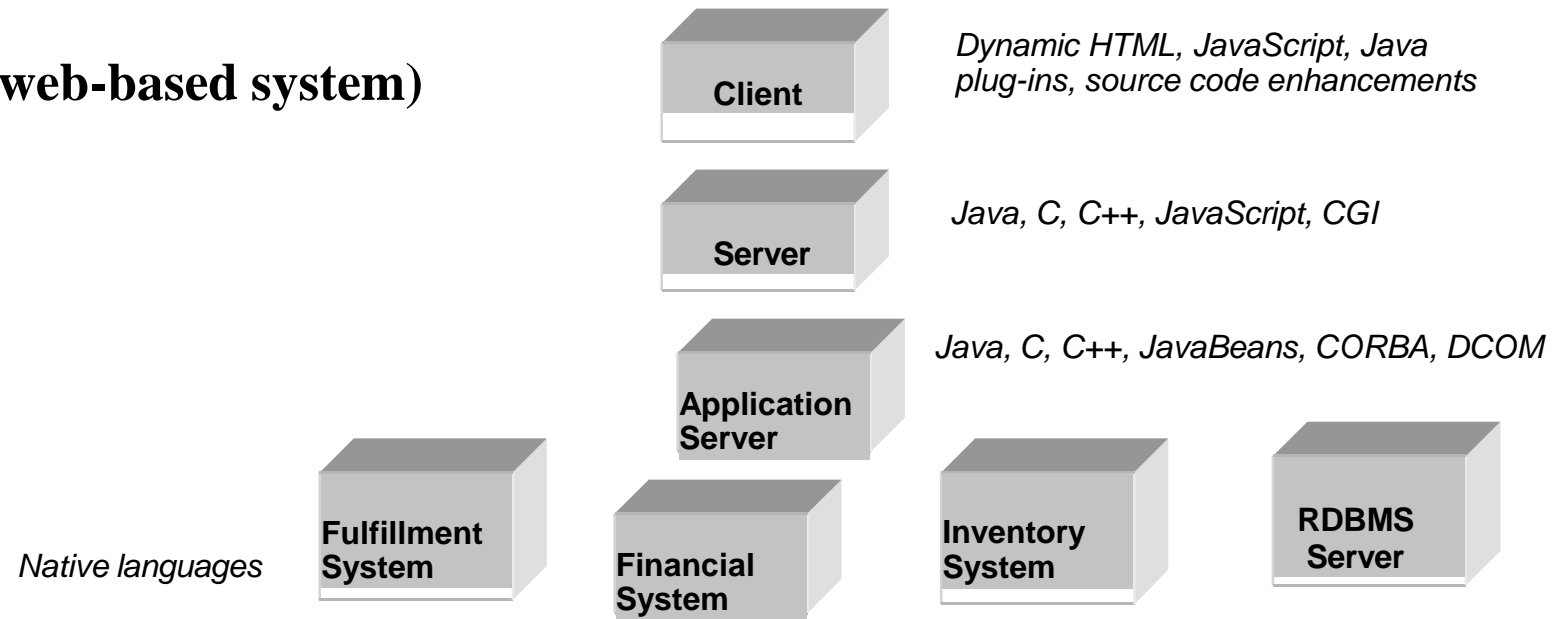 web-based system)
Client
Dynamic HTML, JavaScript, Java
plug-ins, source code enhancements
Server
Java, C, C++, JavaScript, CGI
Application
Server
Java, C, C++, JavaBeans, CORBA, DCOM
Native languages
Fulfillment
System
Financial
System
Inventory
System
RDBMS
Server